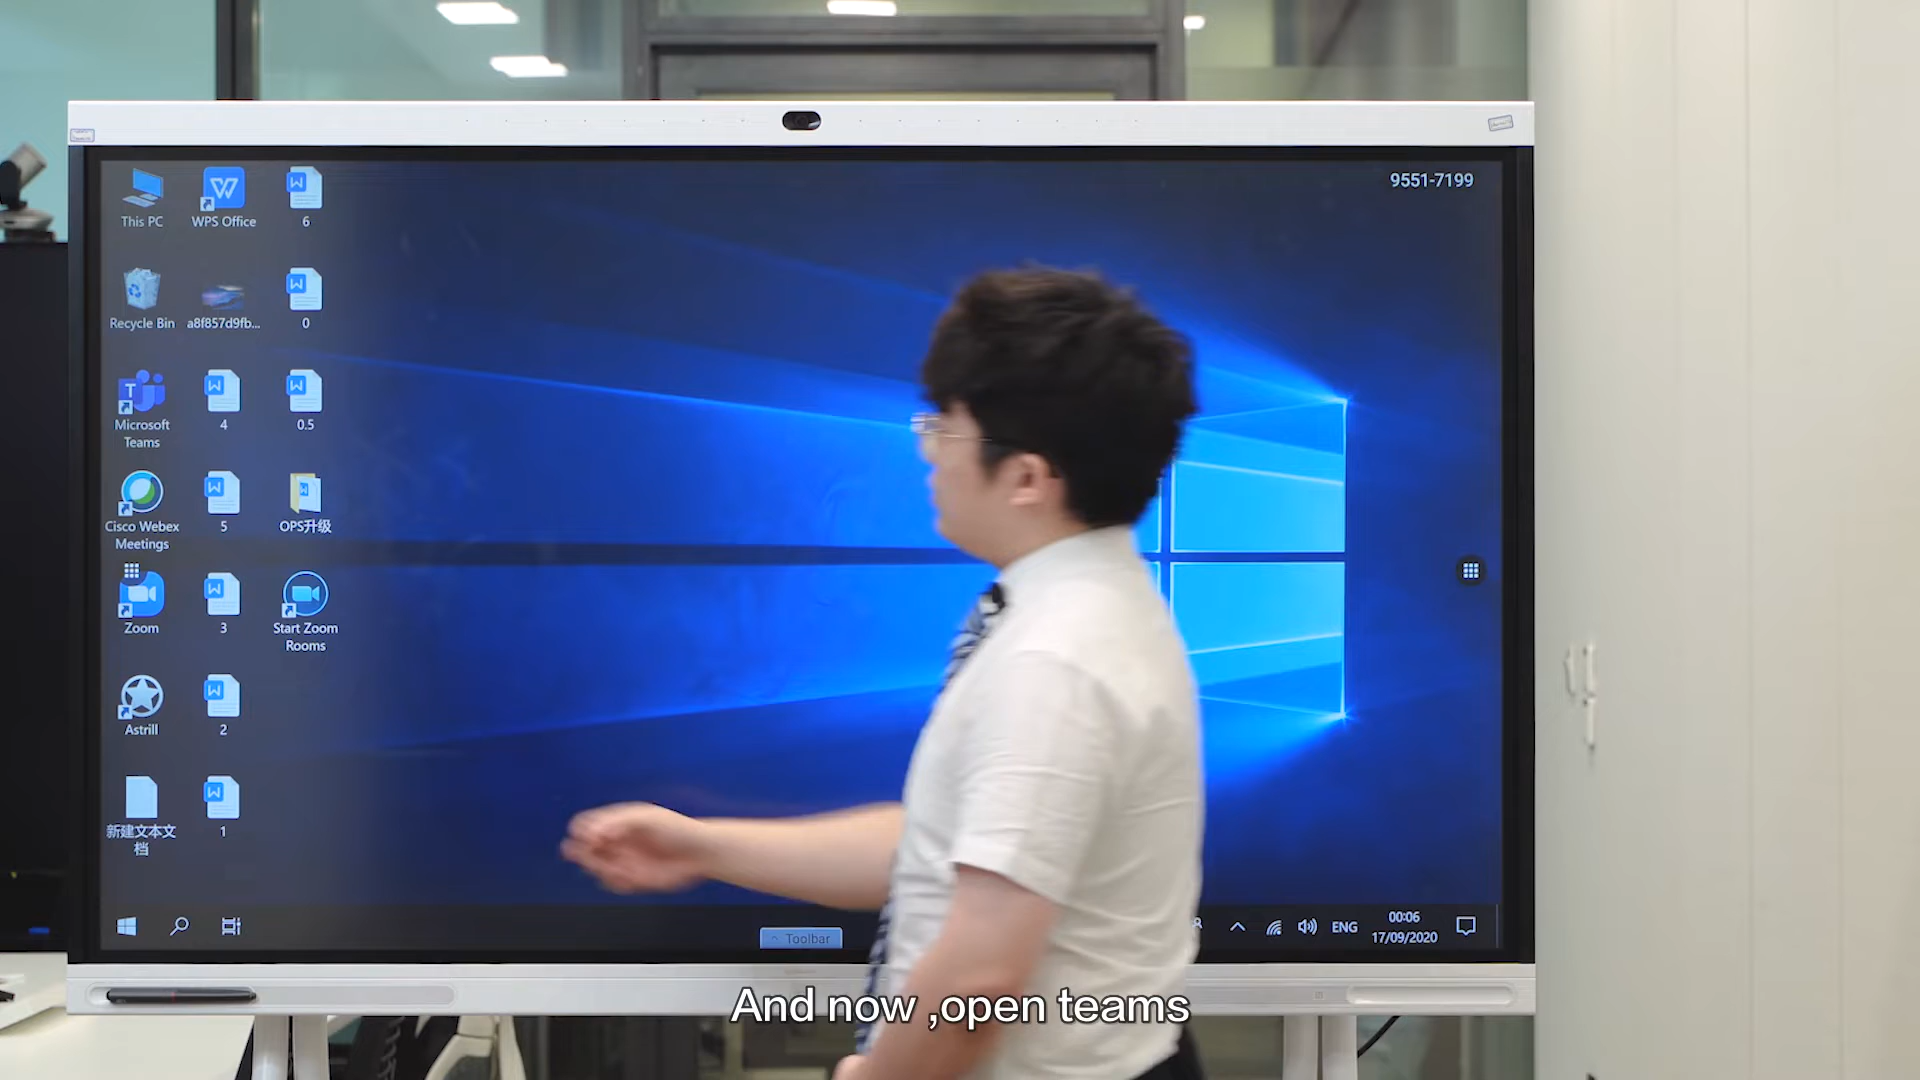 9551-7199
This PC
WPS Office
6
Recycle Bin
a8f857d9fb...
0
Microsoft
Teams
4
0.5
Cisco Webex
Meetings
5
OPS升级
Zoom
3
Start Zoom
Rooms
Astrill
2
新建文本文
档
1
Toolbar
ENG
00:06
17/09/2020
And now ,open teams